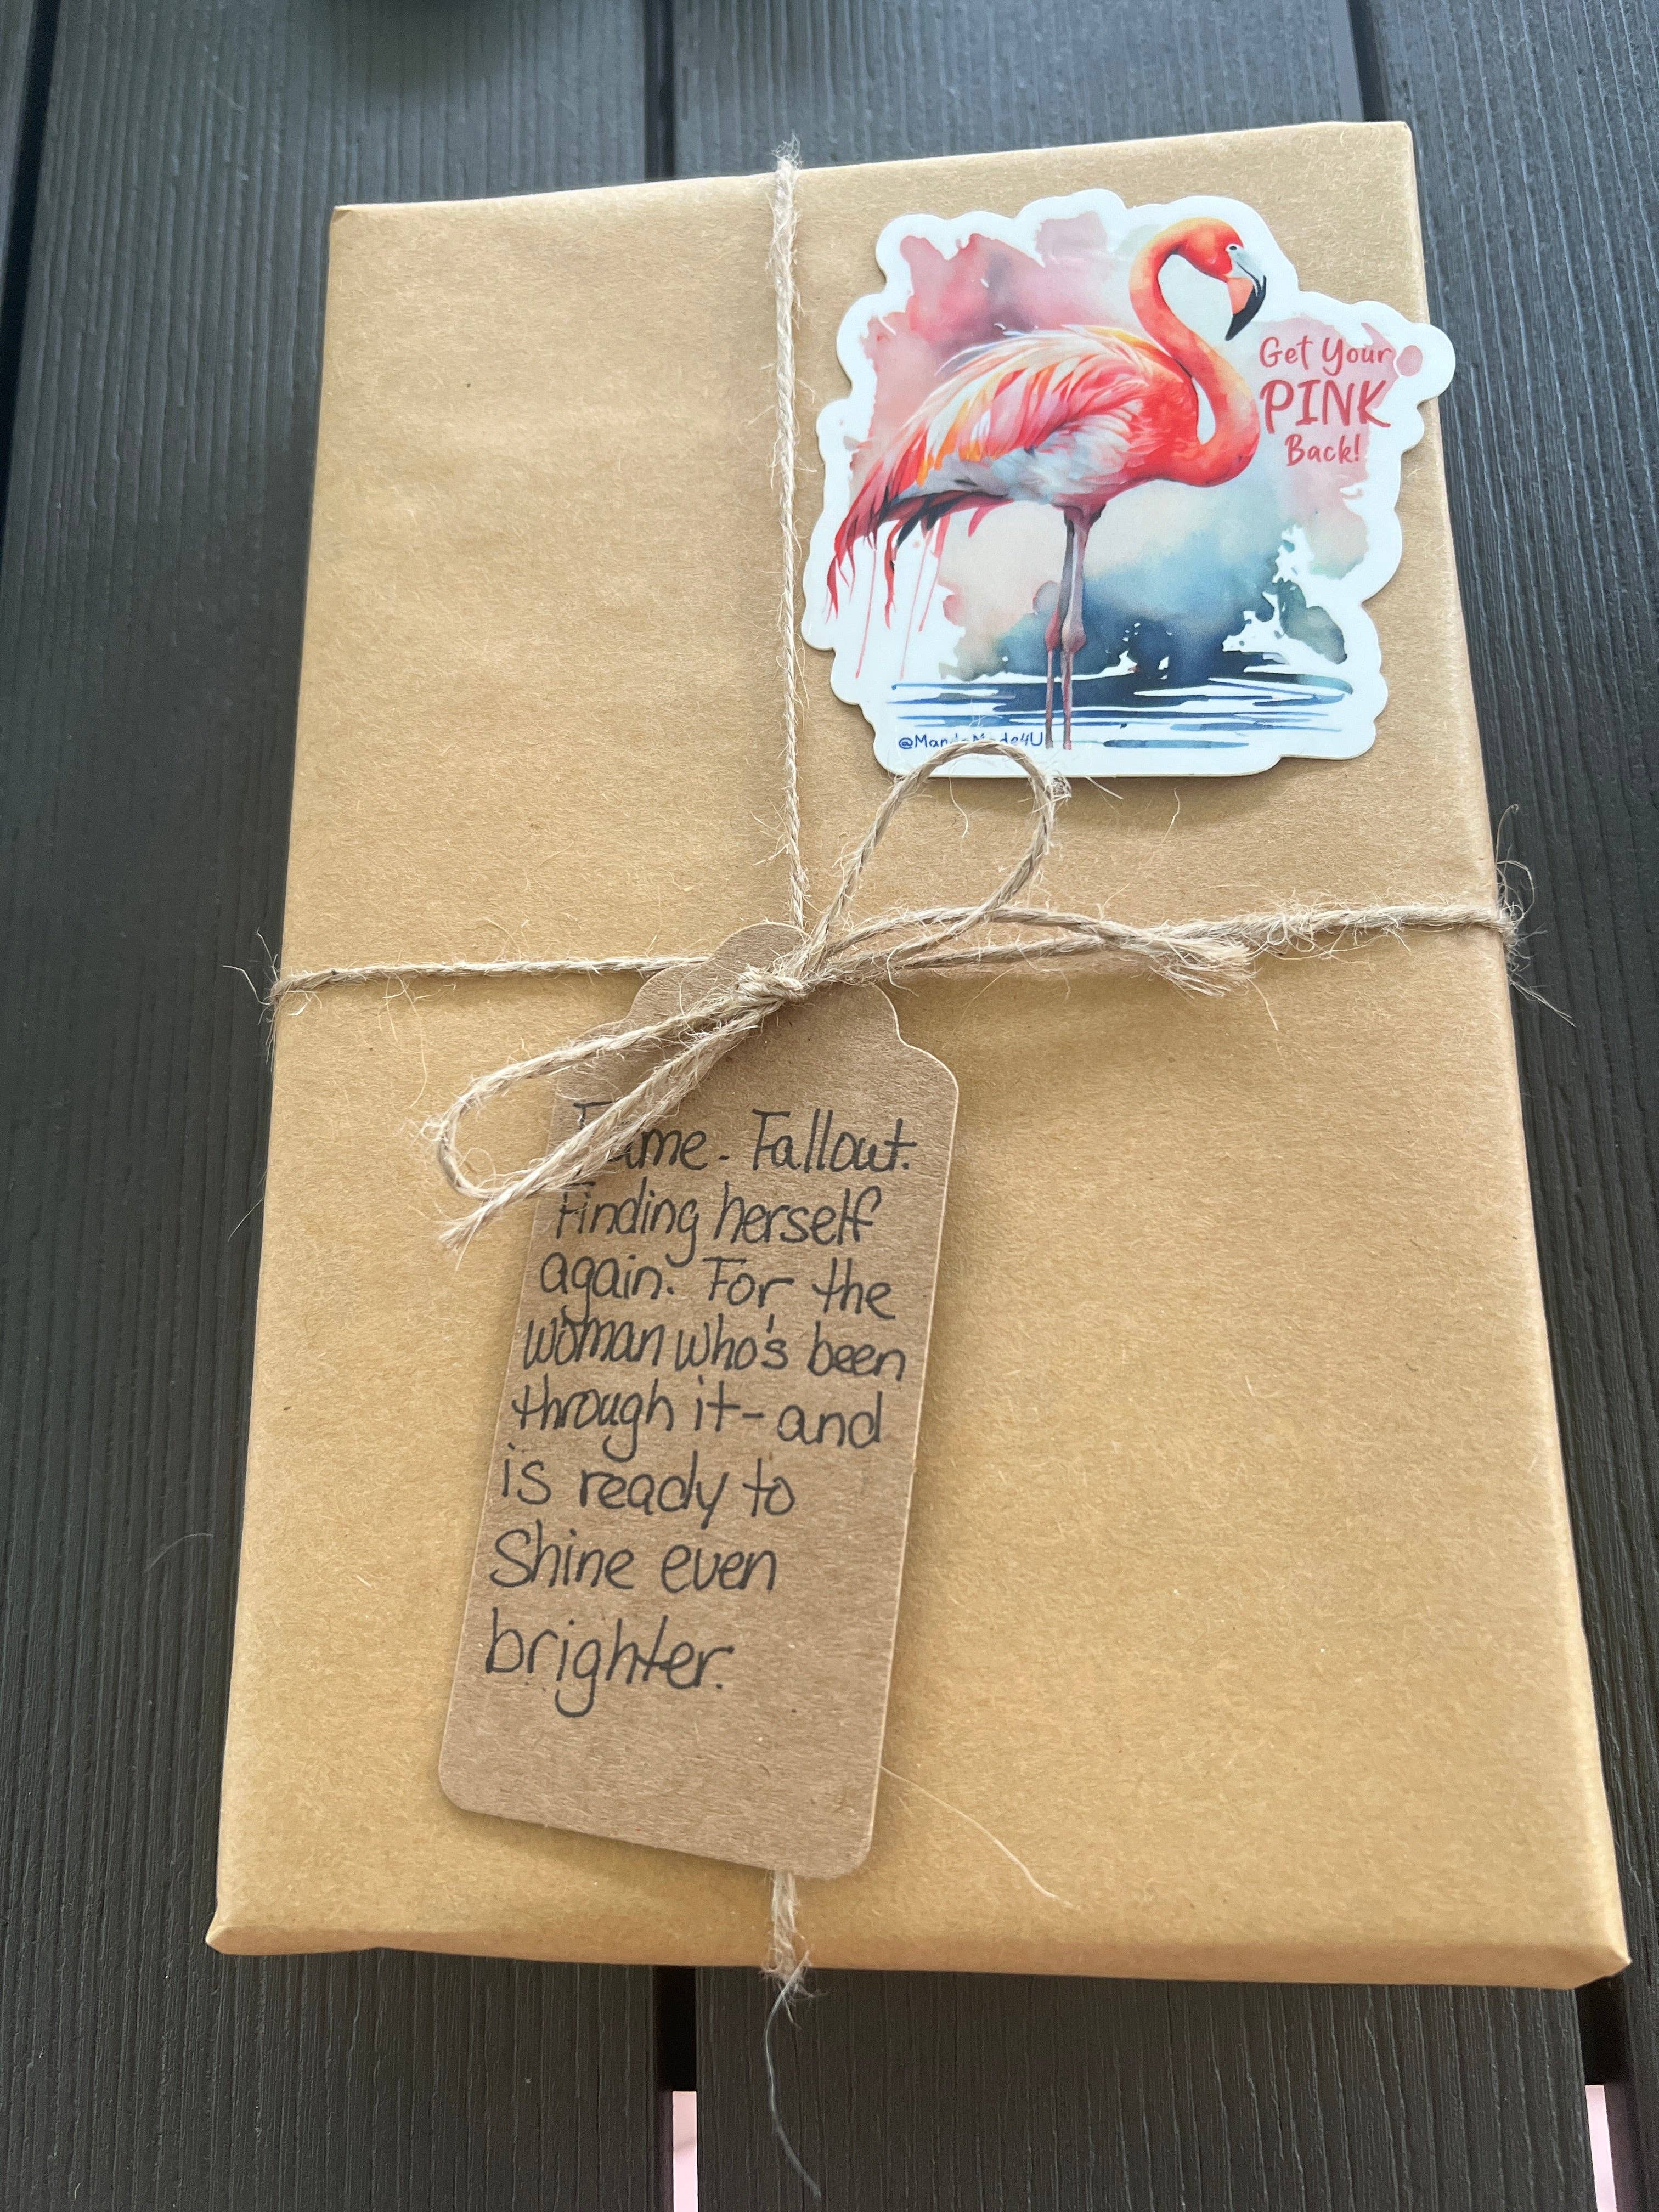 Get Your
PINK
Back!
Fame. Fallout.
Finding herself
again. For the
woman who's been
through it- and
is ready to
Shine even
brighter.